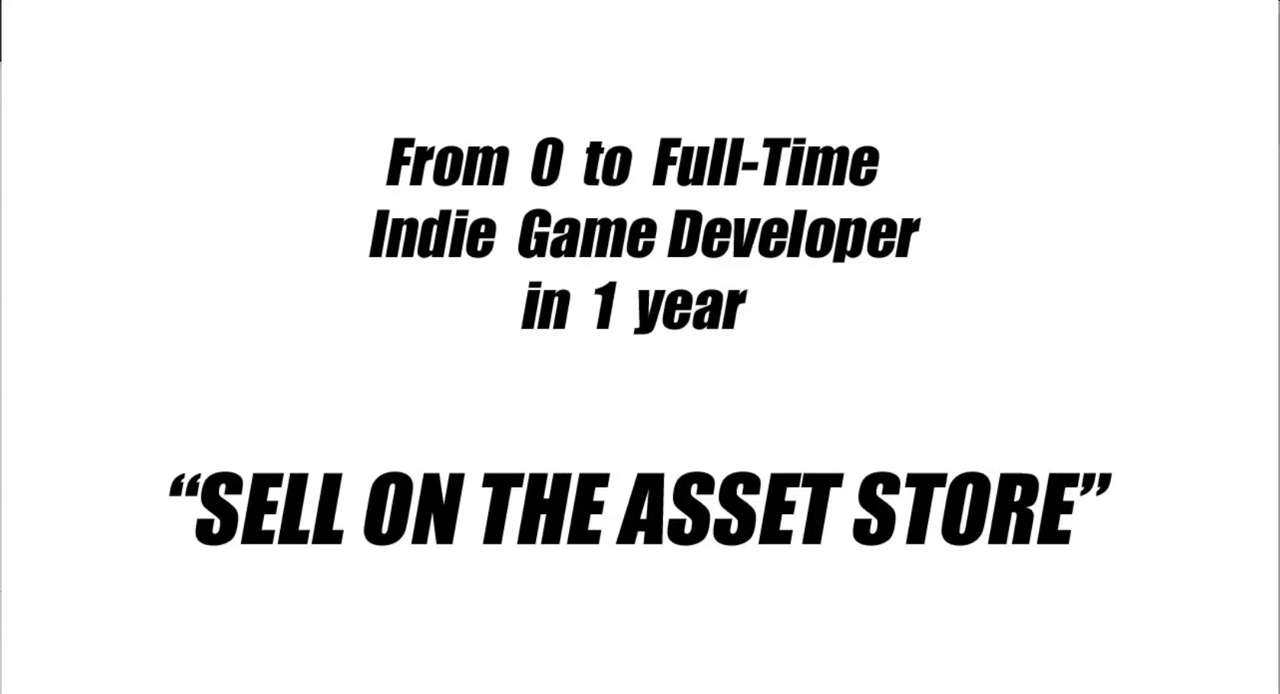 From 0 to Full-Time
Indie Game Developer
in 1 year
“SELL ON THE ASSET STORE”